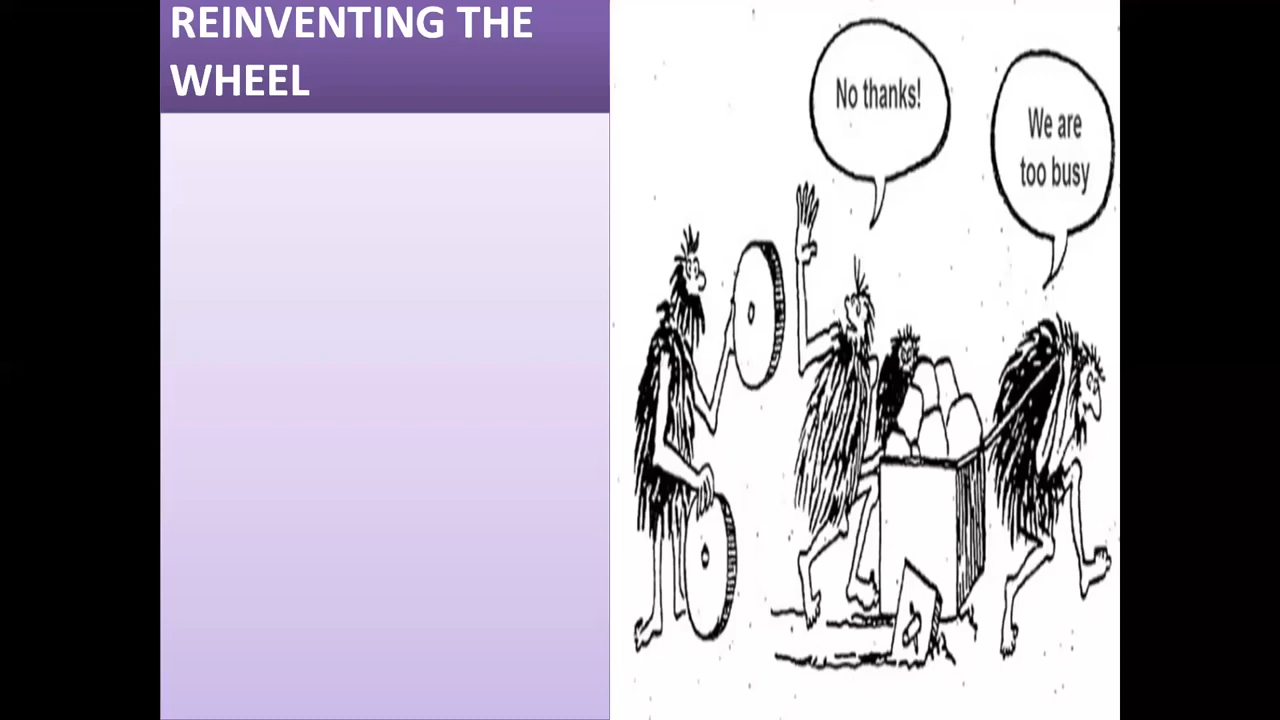 REINVENTING THE
WHEEL
No thanks!
We are
too busy